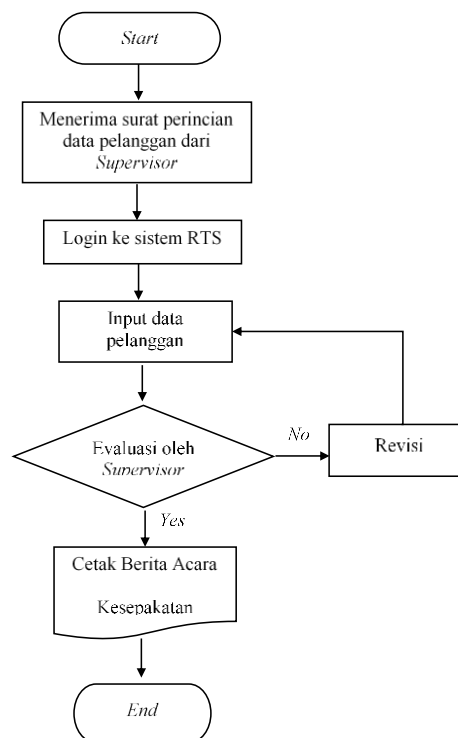 Start
Menerima surat perincian
data pelanggan dari
Supervisor
Login ke sistem RTS
Input data
pelanggan
Evaluasi oleh
Supervisor
No
Revisi
Yes
Cetak Berita Acara
Kesepakatan
End